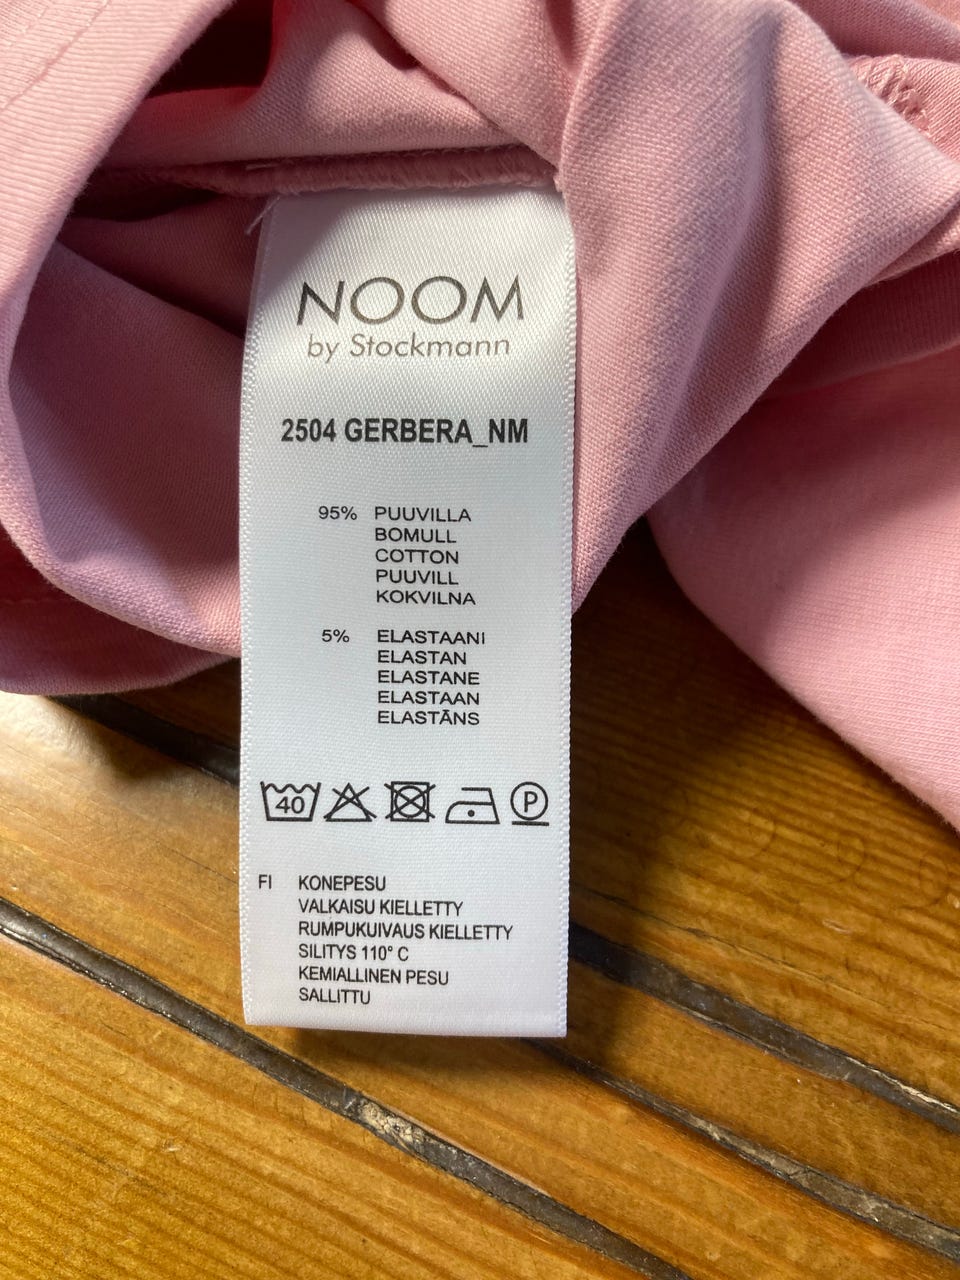 NOOM
by Stockmann
2504 GERBERA_NM
95% PUUVILLA
BOMULL
COTTON
PUUVILL
KOKVILNA
5% ELASTAANI
ELASTAN
ELASTANE
ELASTAAN
ELASTĀNS
40 P
FI KONEPESU
VALKAISU KIELLETTY
RUMPUKUIVAUS KIELLETTY
SILITYS 110° C
KEMIALLINEN PESU
SALLITTU